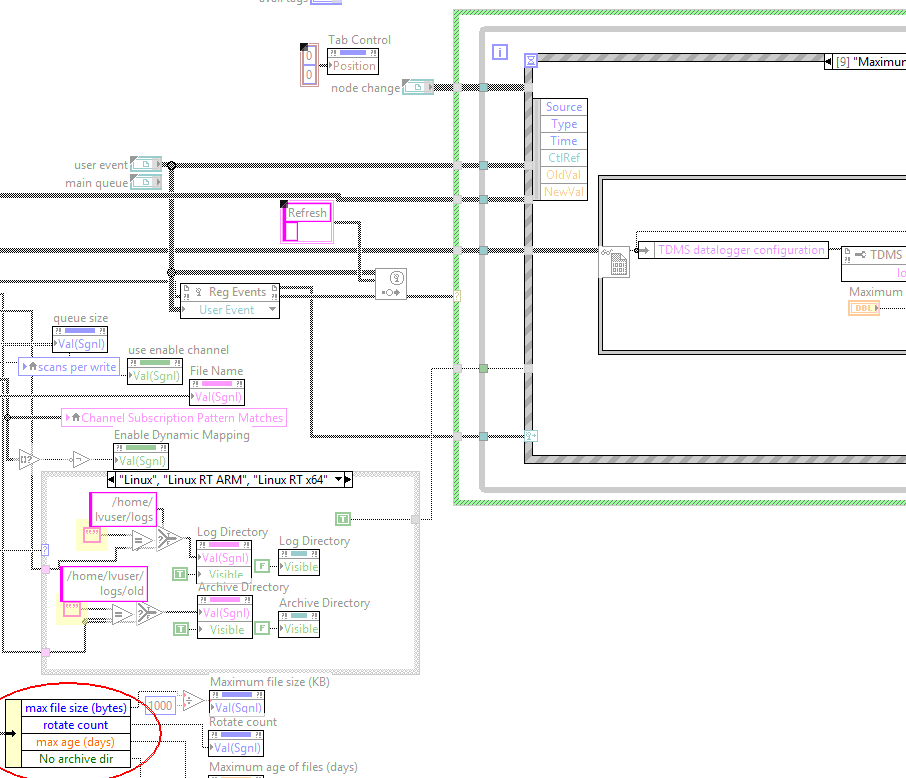 Tab Control
0
0
Position
node change
i
[9] "Maximum
Source
Type
Time
CtlRef
OldVal
NewVal
user event
main queue
Refresh
TDMS datalogger configuration
TDMS
lo
Maximum
DBL
Reg Events
User Event
queue size
Val(Sgnl)
scans per write
use enable channel
Val(Sgnl)
File Name
Val(Sgnl)
Channel Subscription Pattern Matches
Enable Dynamic Mapping
Val(Sgnl)
"Linux", "Linux RT ARM", "Linux RT x64"
/home/
lvuser/logs
T
Log Directory
Val(Sgnl)
T
Visible
Log Directory
F
Visible
/home/lvuser/
logs/old
Archive Directory
Val(Sgnl)
T
Visible
Archive Directory
F
Visible
max file size (bytes)
rotate count
max age (days)
No archive dir
1000
Maximum file size (KB)
Val(Sgnl)
Rotate count
Val(Sgnl)
Maximum age of files (days)